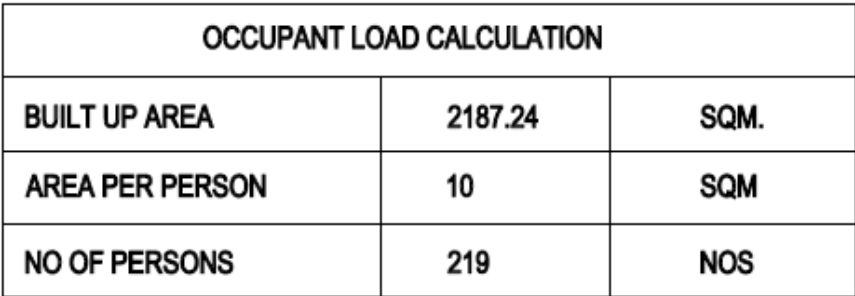 OCCUPANT LOAD CALCULATION
BUILT UP AREA 2187.24 SQM.
AREA PER PERSON 10 SQM
NO OF PERSONS 219 NOS